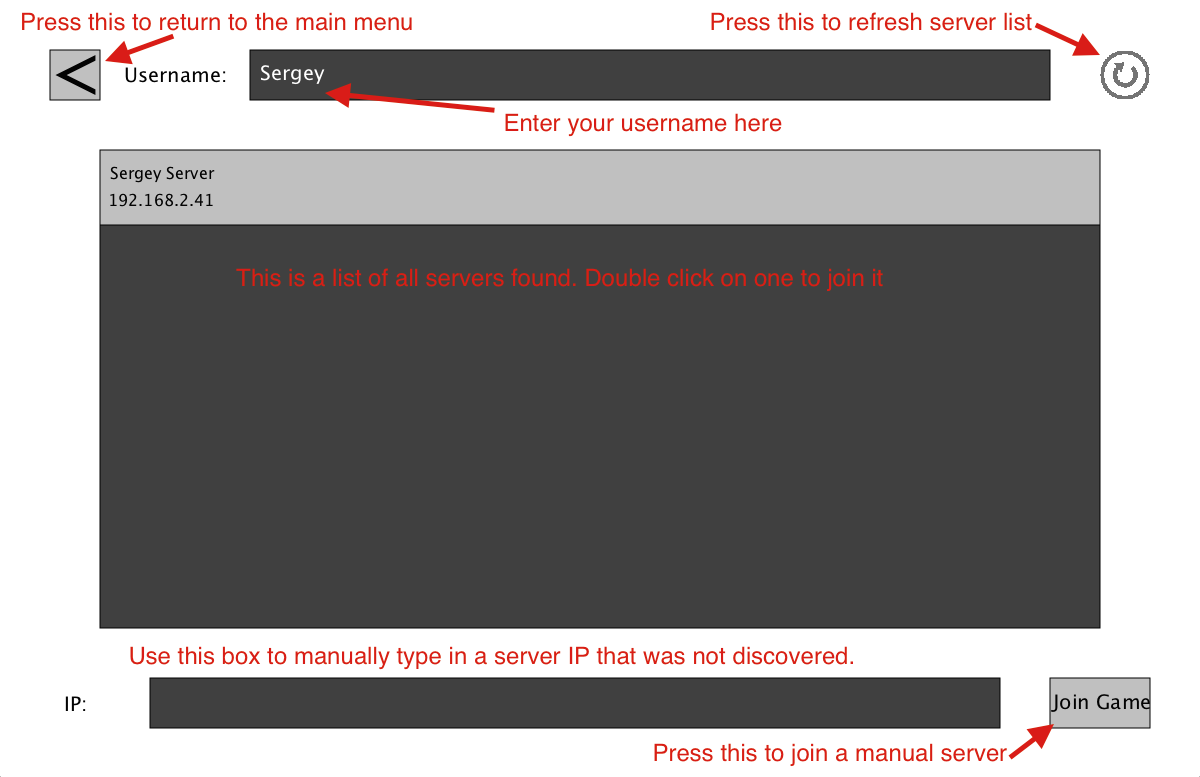 Press this to return to the main menu
Press this to refresh server list
<
Username:
Sergey
Enter your username here
Sergey Server
192.168.2.41
This is a list of all servers found. Double click on one to join it
Use this box to manually type in a server IP that was not discovered.
IP:
Join Game
Press this to join a manual server